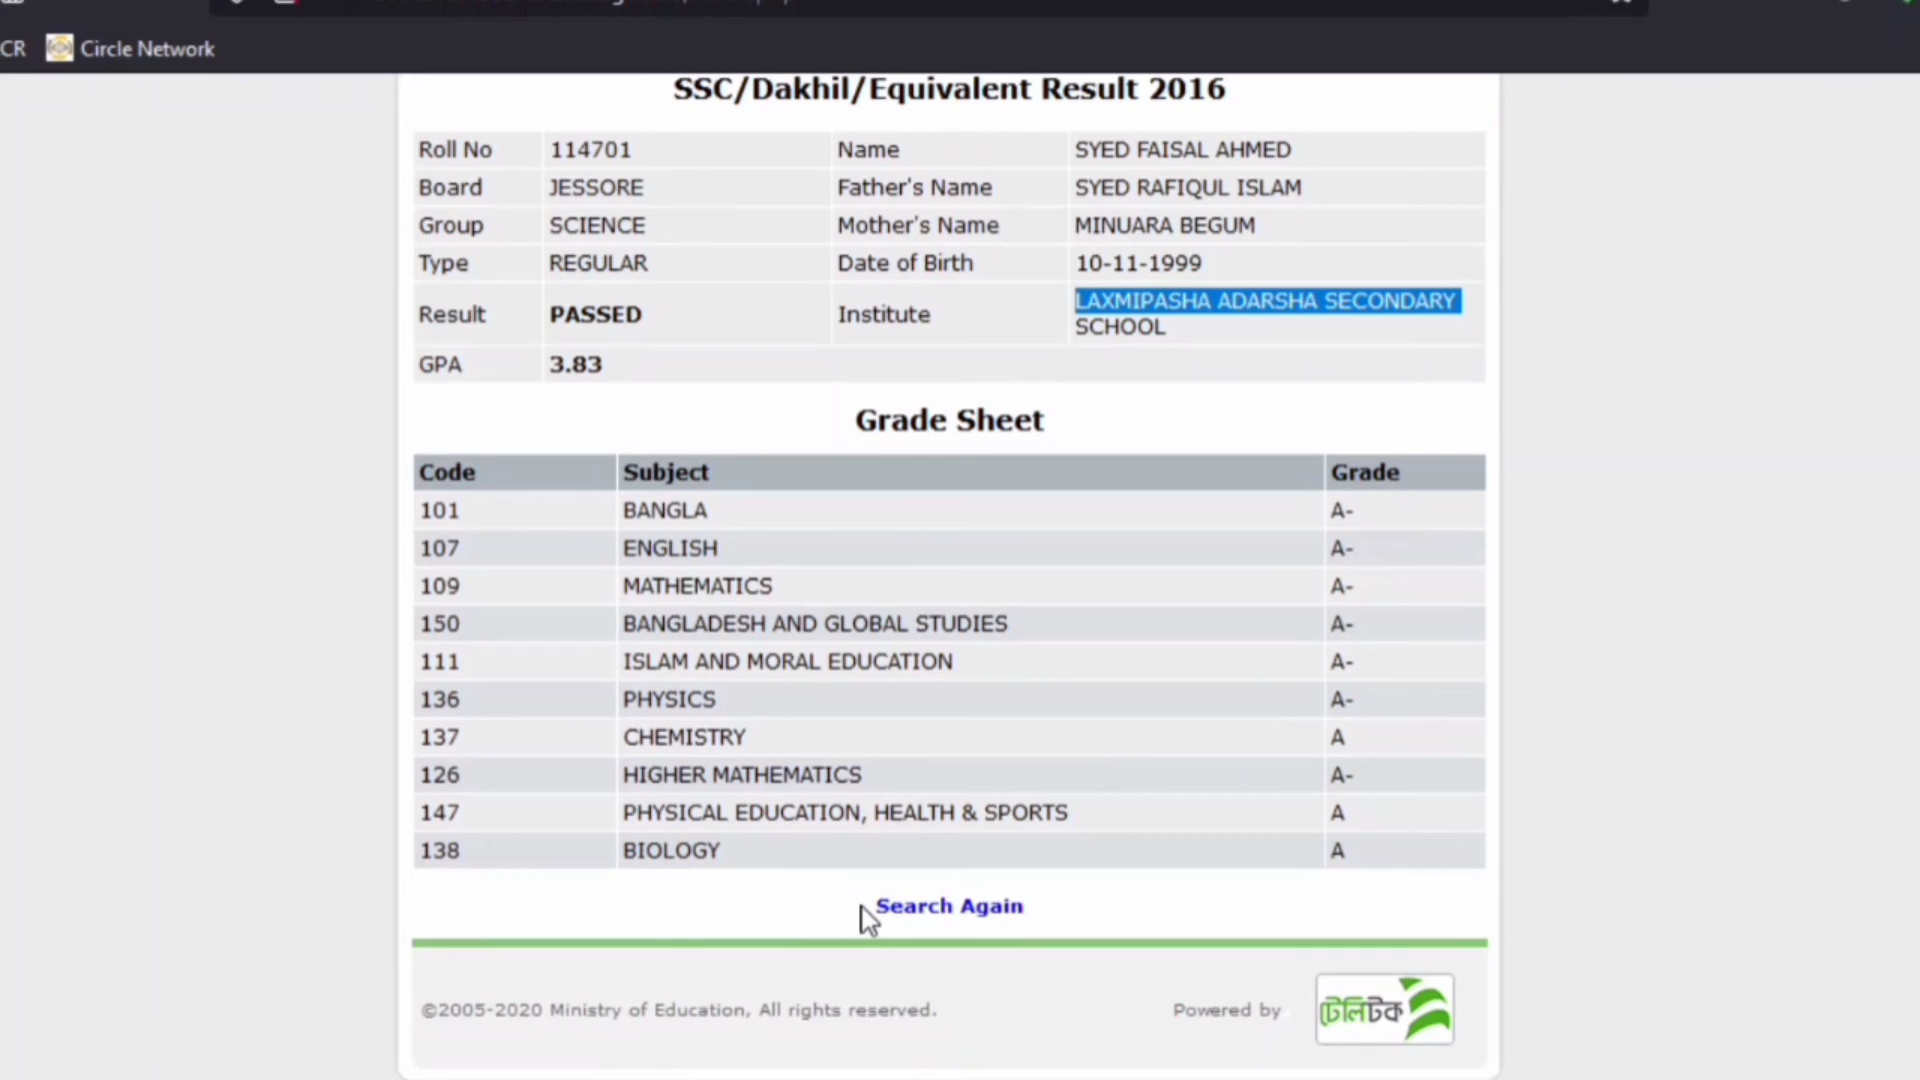 CR Circle Network
SSC/Dakhil/Equivalent Result 2016
Roll No 114701 Name SYED FAISAL AHMED
Board JESSORE Father's Name SYED RAFIQUL ISLAM
Group SCIENCE Mother's Name MINUARA BEGUM
Type REGULAR Date of Birth 10-11-1999
Result PASSED Institute LAXMIPASHA ADARSHA SECONDARY
SCHOOL
GPA 3.83
Grade Sheet
Code Subject Grade
101 BANGLA A-
107 ENGLISH A-
109 MATHEMATICS A-
150 BANGLADESH AND GLOBAL STUDIES A-
111 ISLAM AND MORAL EDUCATION A-
136 PHYSICS A-
137 CHEMISTRY A
126 HIGHER MATHEMATICS A-
147 PHYSICAL EDUCATION, HEALTH & SPORTS A
138 BIOLOGY A
Search Again
©2005-2020 Ministry of Education, All rights reserved. Powered by টেলিটক